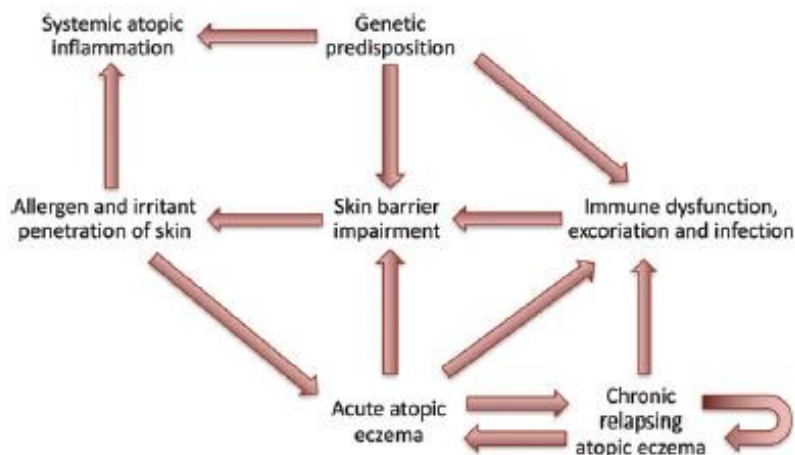 Systemic atopic
inflammation
Genetic
predisposition
Allergen and irritant
penetration of skin
Skin barrier
impairment
Immune dysfunction,
excoriation and infection
Acute atopic
eczema
Chronic
relapsing
atopic eczema